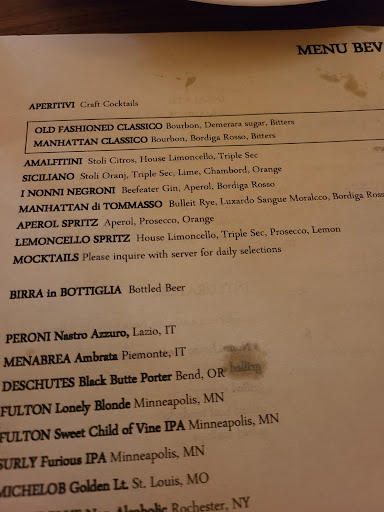 MENU BEV
APERITIVI Craft Cocktails
OLD FASHIONED CLASSICO Bourbon, Demerara sugar, Bitters
MANHATTAN CLASSICO Bourbon, Bordiga Rosso, Bitters
AMALFITINI Stoli Citros, House Limoncello, Triple Sec
SICILIANO Stoli Oranj, Triple Sec, Lime, Chambord, Orange
I NONNI NEGRONI Beefeater Gin, Aperol, Bordiga Rosso
MANHATTAN di TOMMASO Bulleit Rye, Luxardo Sangue Moralcco, Bordiga Rosso
APEROL SPRITZ Aperol, Prosecco, Orange
LEMONCELLO SPRITZ House Limoncello, Triple Sec, Prosecco, Lemon
MOCKTAILS Please inquire with server for daily selections
BIRRA in BOTTIGLIA Bottled Beer
PERONI Nastro Azzuro, Lazio, IT
MENABREA Ambrata Piemonte, IT
DESCHUTES Black Butte Porter Bend, OR
FULTON Lonely Blonde Minneapolis, MN
FULTON Sweet Child of Vine IPA Minneapolis, MN
SURLY Furious IPA Minneapolis, MN
MICHELOB Golden Lt. St. Louis, MO
Non Alcoholic Rochester, NY